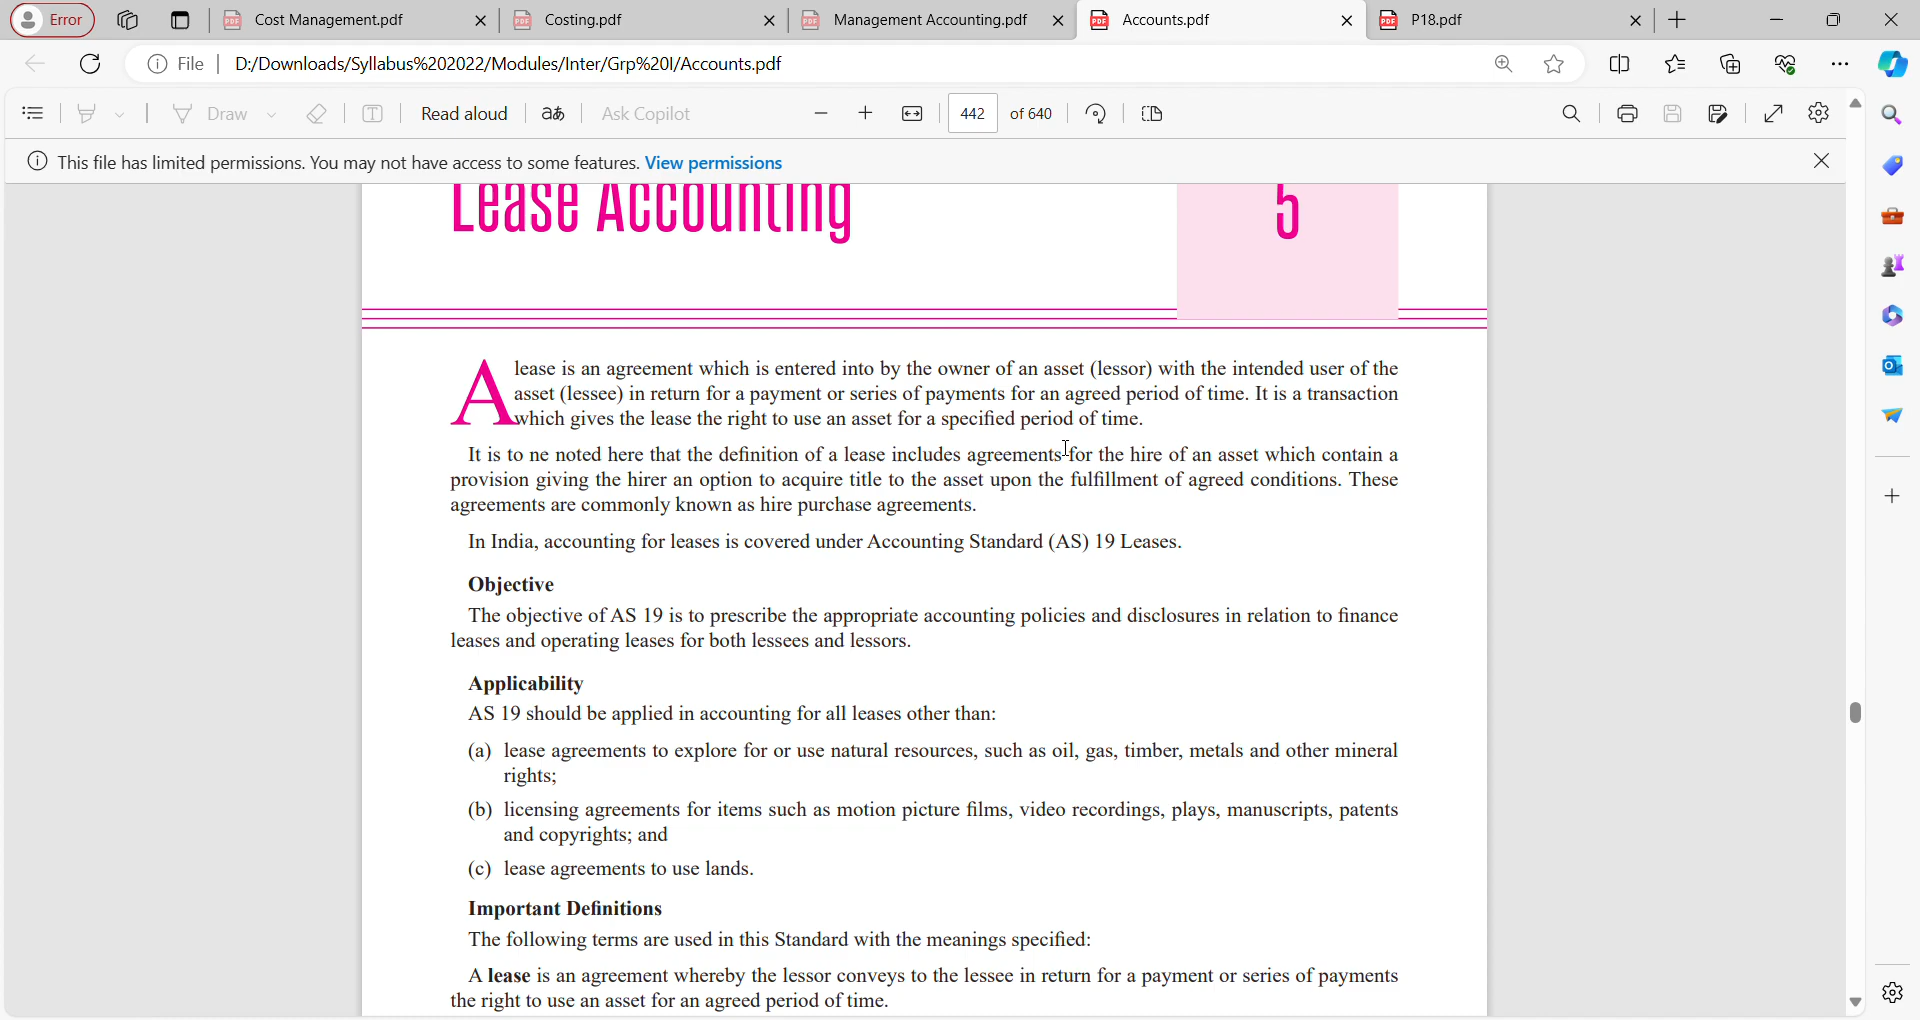 Error
Cost Management.pdf
Costing.pdf
Management Accounting.pdf
Accounts.pdf
P18.pdf
File
D:/Downloads/Syllabus%202022/Modules/Inter/Grp%20I/Accounts.pdf
Draw
Read aloud
aあ
Ask Copilot
442 of 640
This file has limited permissions. You may not have access to some features. View permissions
Lease Accounting
5
A lease is an agreement which is entered into by the owner of an asset (lessor) with the intended user of the
asset (lessee) in return for a payment or series of payments for an agreed period of time. It is a transaction
which gives the lease the right to use an asset for a specified period of time.
It is to ne noted here that the definition of a lease includes agreements for the hire of an asset which contain a
provision giving the hirer an option to acquire title to the asset upon the fulfillment of agreed conditions. These
agreements are commonly known as hire purchase agreements.
In India, accounting for leases is covered under Accounting Standard (AS) 19 Leases.
Objective
The objective of AS 19 is to prescribe the appropriate accounting policies and disclosures in relation to finance
leases and operating leases for both lessees and lessors.
Applicability
AS 19 should be applied in accounting for all leases other than:
(a) lease agreements to explore for or use natural resources, such as oil, gas, timber, metals and other mineral
rights;
(b) licensing agreements for items such as motion picture films, video recordings, plays, manuscripts, patents
and copyrights; and
(c) lease agreements to use lands.
Important Definitions
The following terms are used in this Standard with the meanings specified:
A lease is an agreement whereby the lessor conveys to the lessee in return for a payment or series of payments
the right to use an asset for an agreed period of time.